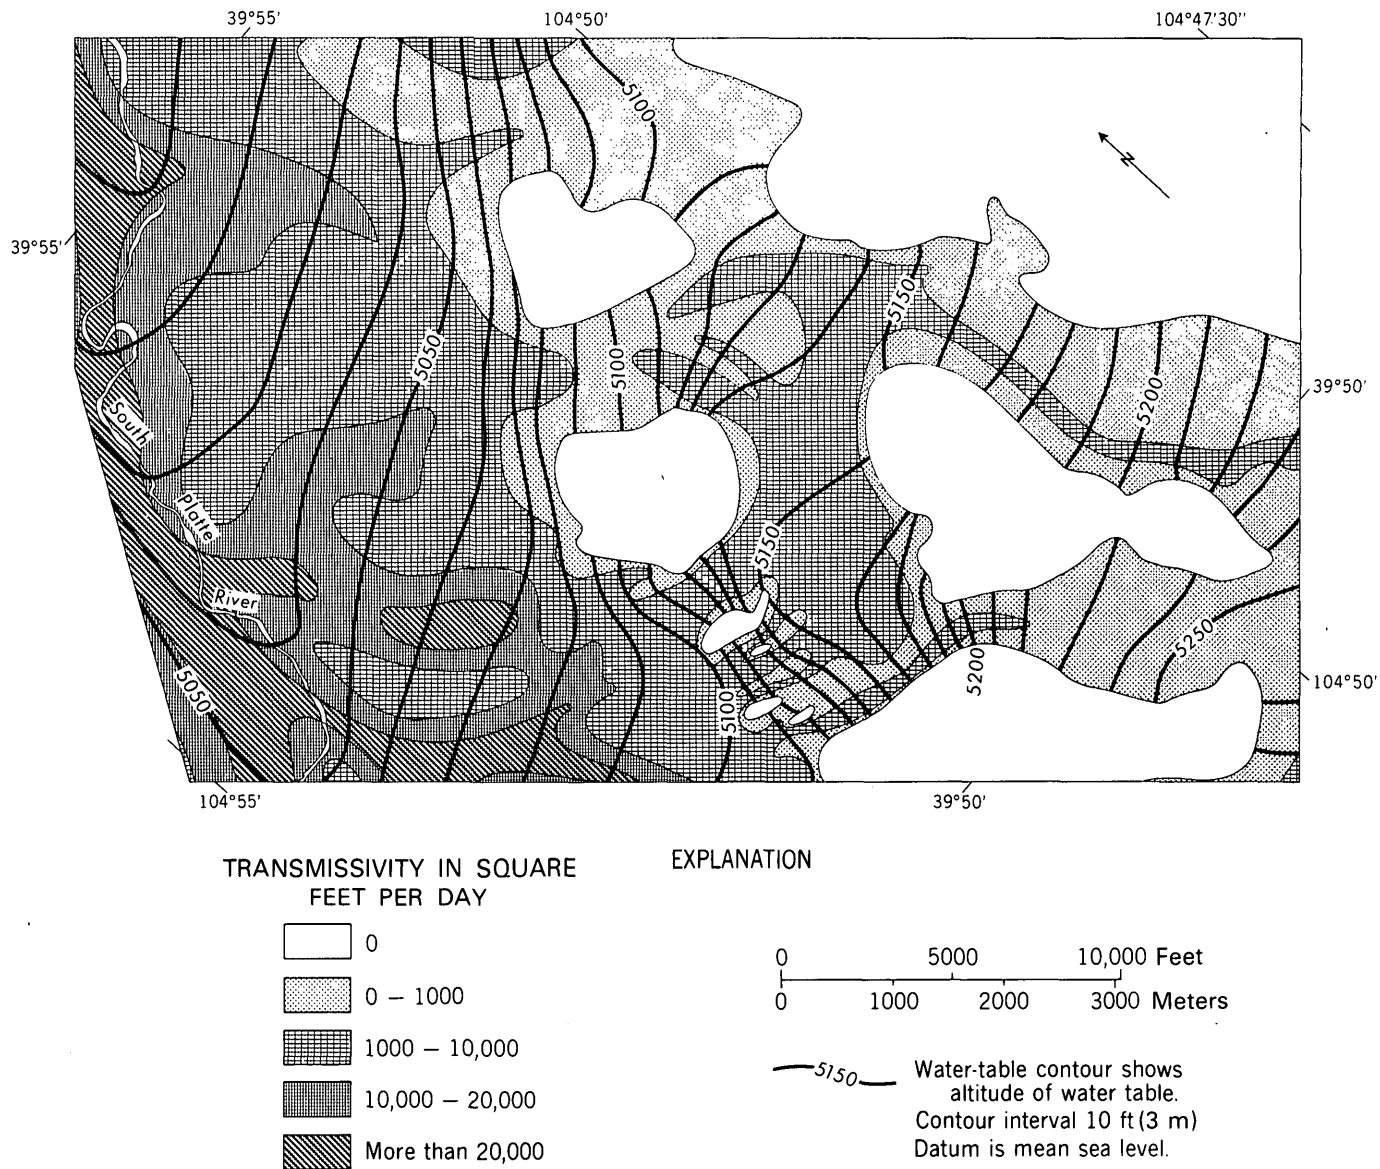 39°55'
104°50'
104°47'30"
5100
N
39°55'
5150
5050
5100
5200
39°50'
South
Platte
5150
River
5250
5200
5050
5100
104°50'
104°55'
39°50'
TRANSMISSIVITY IN SQUARE
FEET PER DAY
EXPLANATION
0
0 – 1000
1000 – 10,000
10,000 – 20,000
More than 20,000
0 5000 10,000 Feet
0 1000 2000 3000 Meters
5150
Water-table contour shows
altitude of water table.
Contour interval 10 ft (3 m)
Datum is mean sea level.